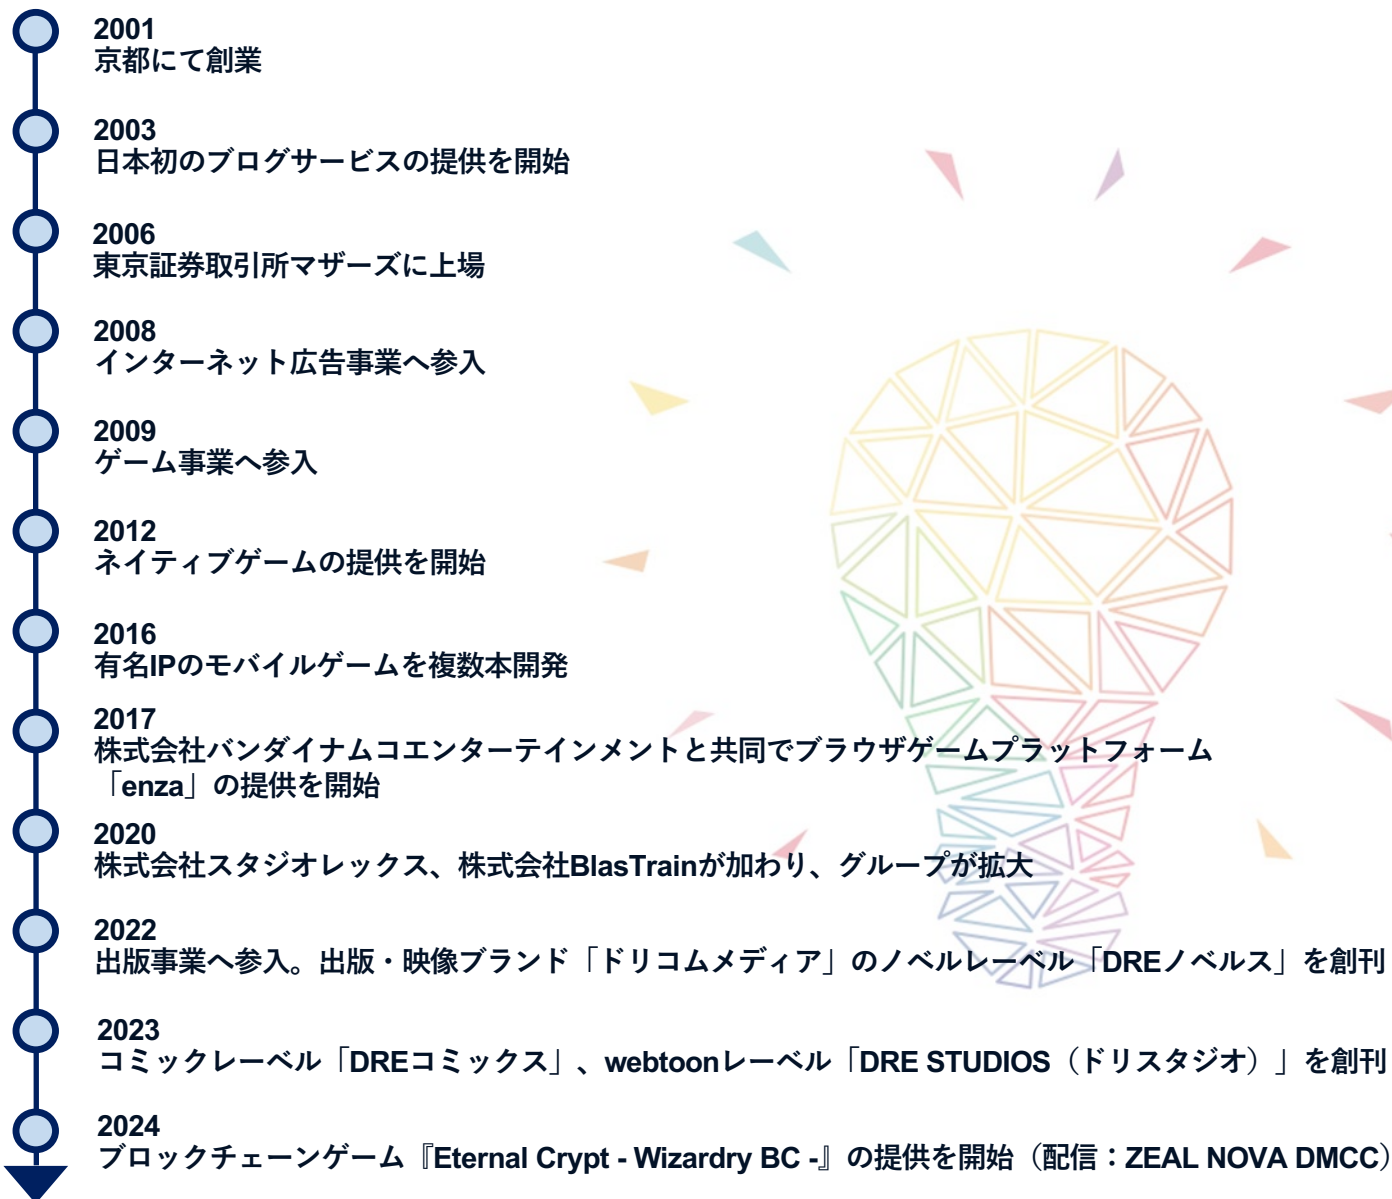 2001
京都にて創業
2003
日本初のブログサービスの提供を開始
2006
東京証券取引所マザーズに上場
2008
インターネット広告事業へ参入
2009
ゲーム事業へ参入
2012
ネイティブゲームの提供を開始
2016
有名IPのモバイルゲームを複数本開発
2017
株式会社バンダイナムコエンターテインメントと共同でブラウザゲームプラットフォーム
「enza」の提供を開始
2020
株式会社スタジオレックス、株式会社BlasTrainが加わり、グループが拡大
2022
出版事業へ参入。出版・映像ブランド「ドリコムメディア」のノベルレーベル「DREノベルス」を創刊
2023
コミックレーベル「DREコミックス」、webtoonレーベル「DRE STUDIOS（ドリスタジオ）」を創刊
2024
ブロックチェーンゲーム『Eternal Crypt - Wizardry BC -』の提供を開始（配信：ZEAL NOVA DMCC）